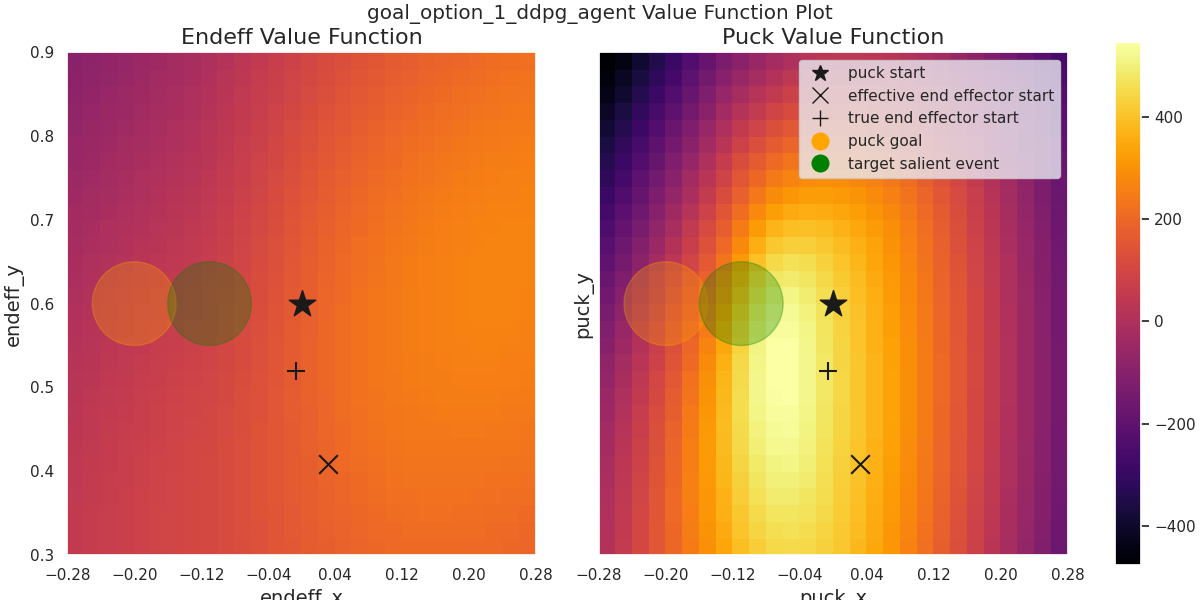 goal_option_1_ddpg_agent Value Function Plot
Endeff Value Function
Puck Value Function
puck start
effective end effector start
true end effector start
puck goal
target salient event
endeff_y
0.9
0.8
0.7
0.6
0.5
0.4
0.3
−0.28 −0.20 −0.12 −0.04 0.04 0.12 0.20 0.28
endeff_x
puck_y
−0.28 −0.20 −0.12 −0.04 0.04 0.12 0.20 0.28
puck_x
400
200
0
−200
−400